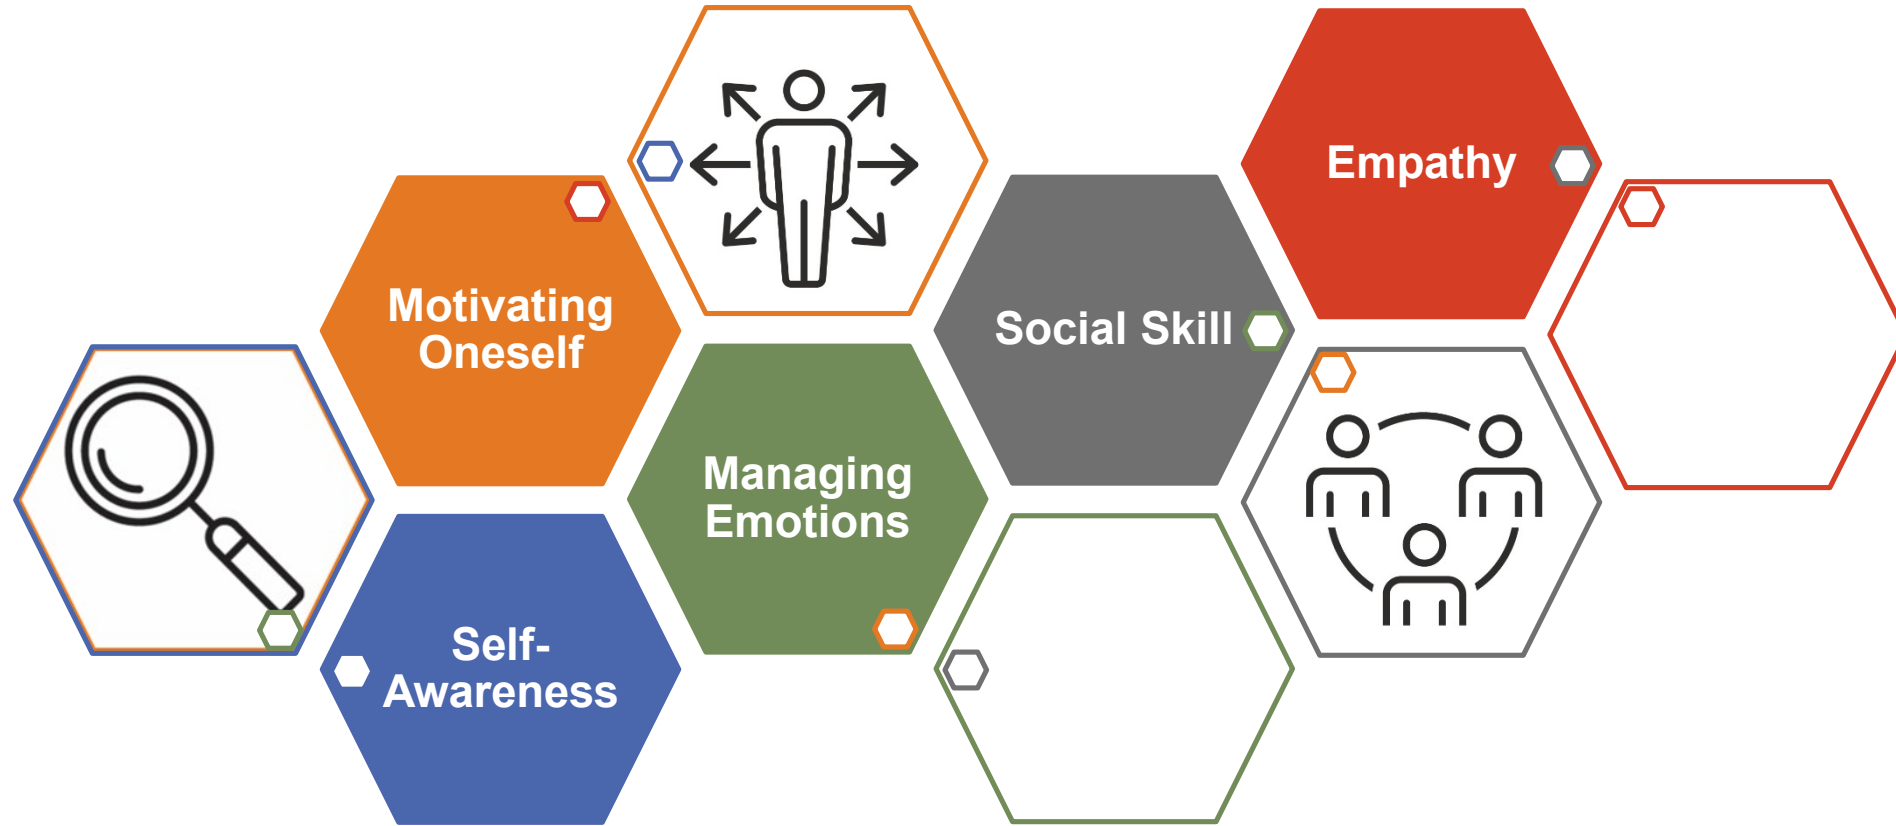 Motivating
Oneself
Self-
Awareness
Managing
Emotions
Social Skill
Empathy